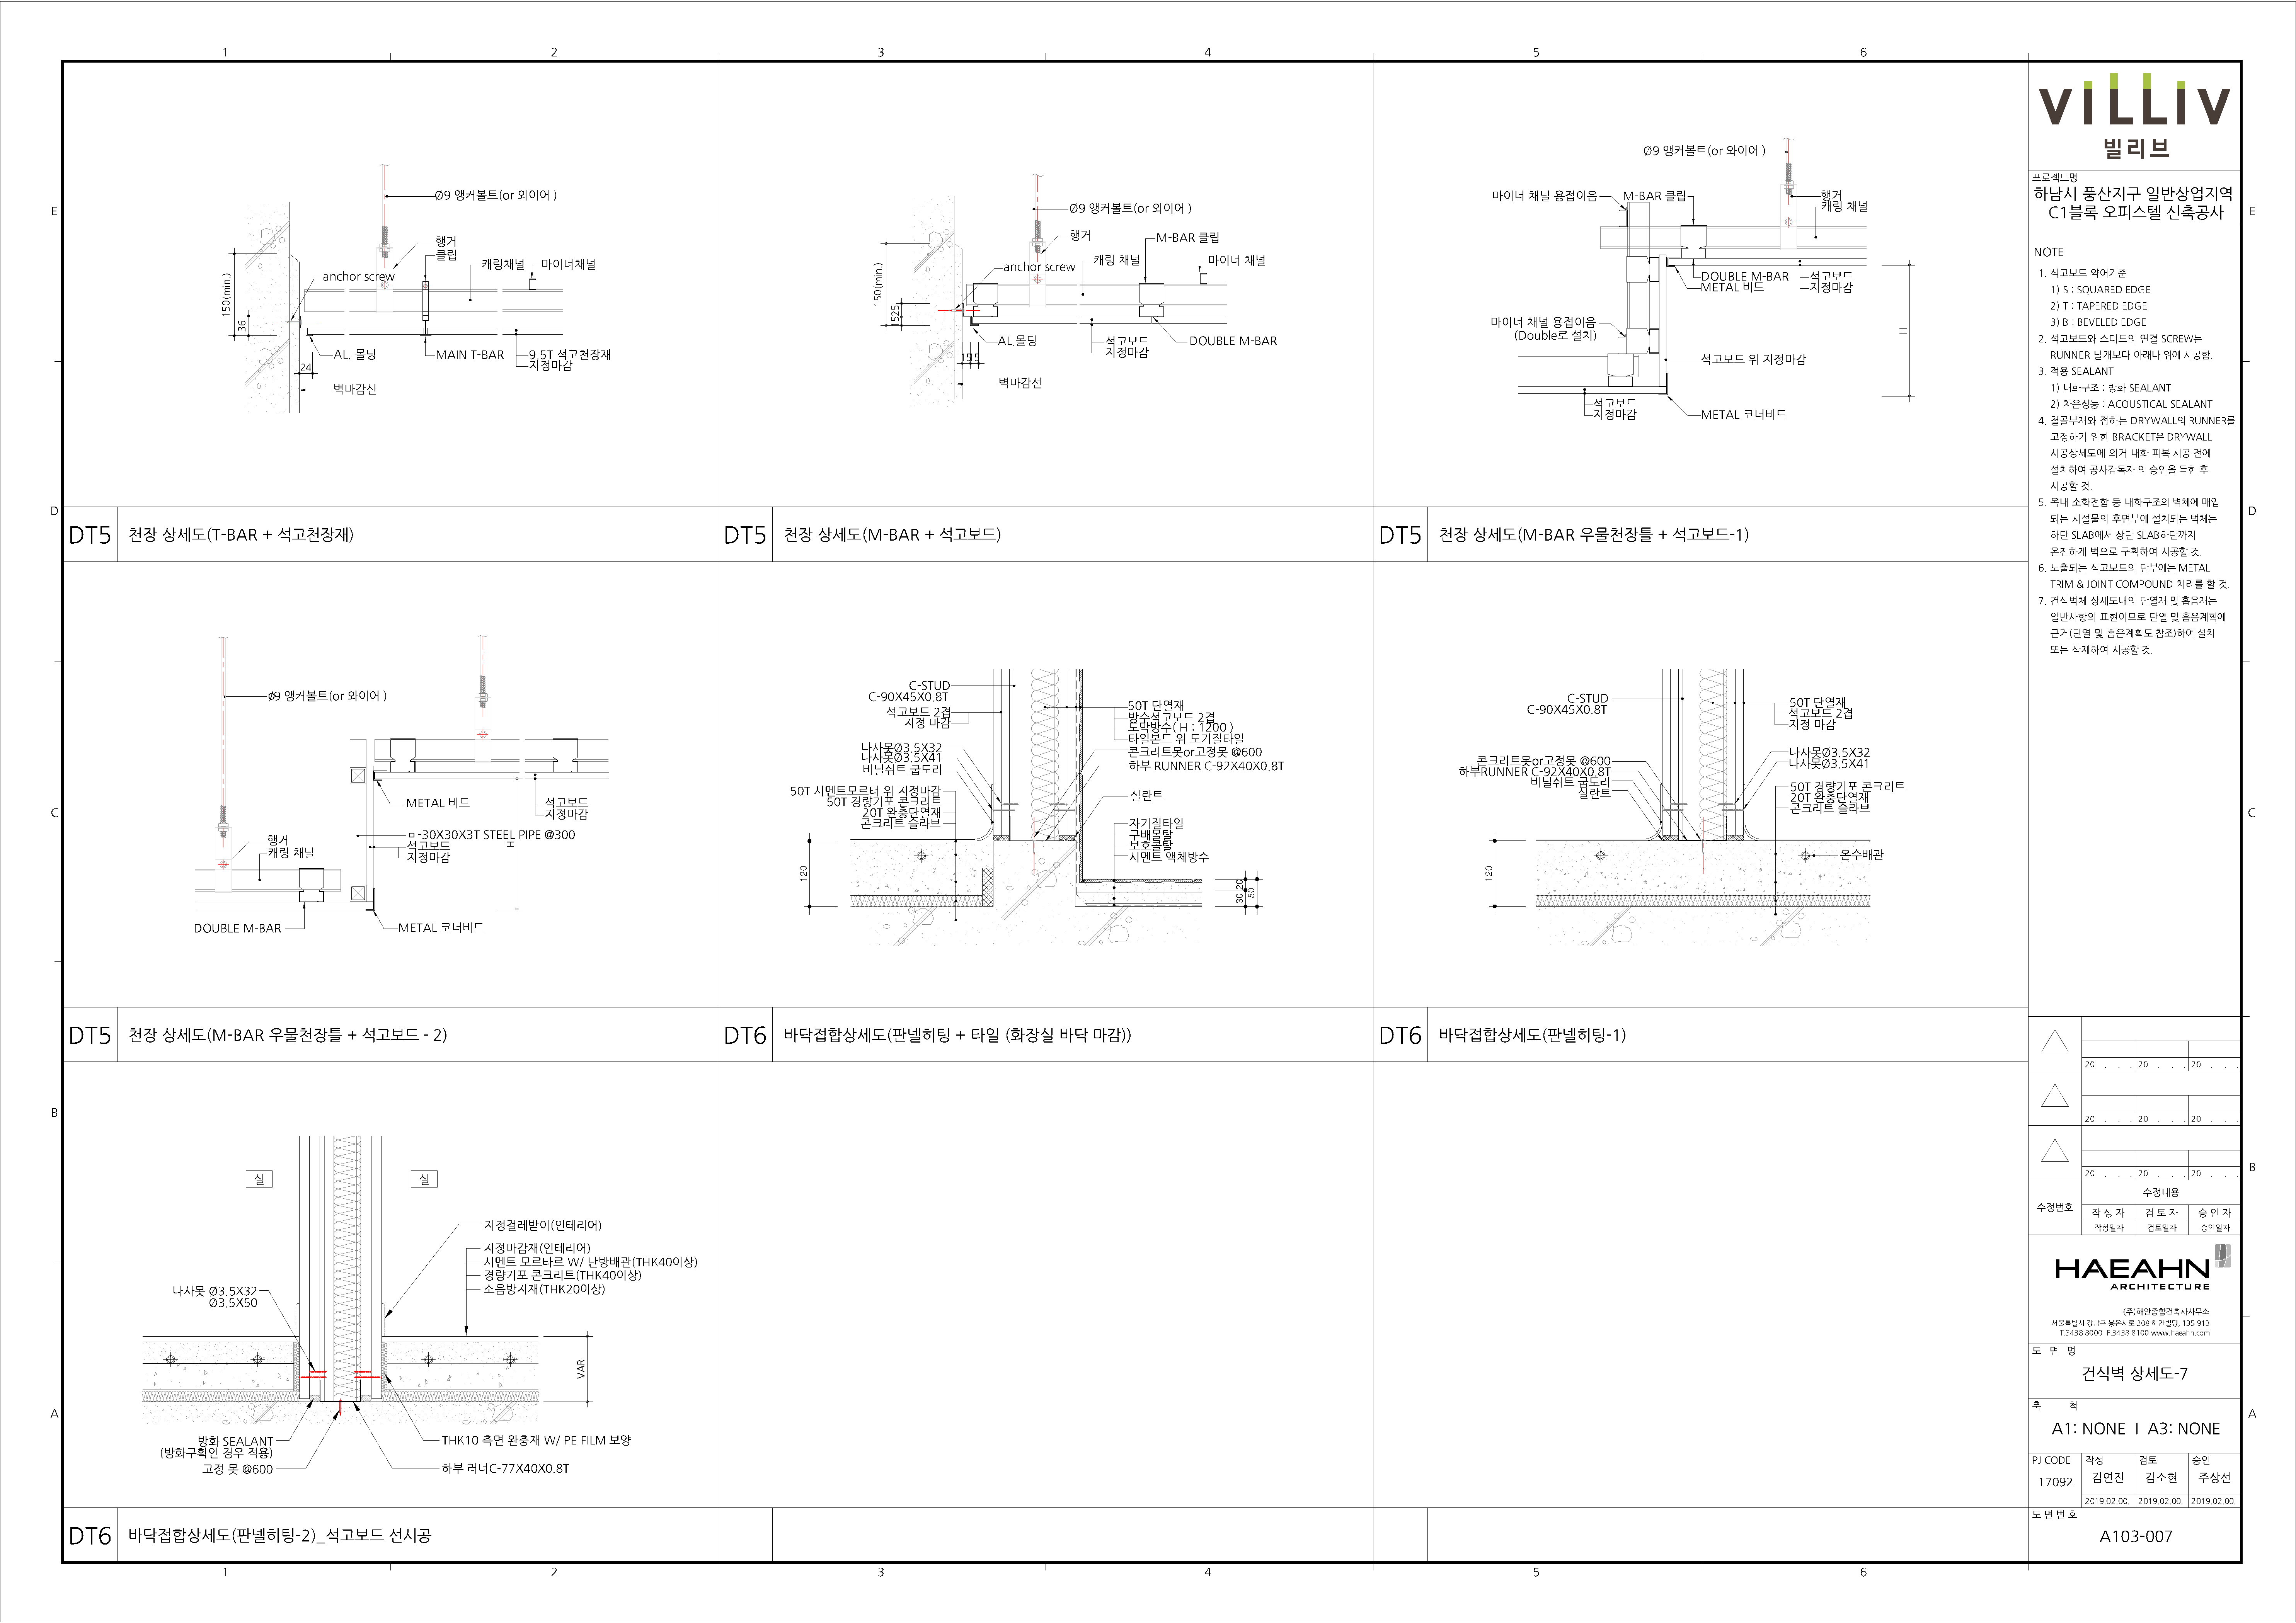 1
2
3
4
5
6
E
D
C
B
A
Ø9 앵커볼트(or 와이어 )
행거
클립
캐링채널
마이너채널
anchor screw
150(min.)
36
24
AL. 몰딩
MAIN T-BAR
9.5T 석고천장재
지정마감
벽마감선
DT5
천장 상세도(T-BAR + 석고천장재)
Ø9 앵커볼트(or 와이어 )
행거
M-BAR 클립
캐링 채널
마이너 채널
anchor screw
150(min.)
1525
15 5
AL.몰딩
석고보드
지정마감
DOUBLE M-BAR
벽마감선
DT5
천장 상세도(M-BAR + 석고보드)
Ø9 앵커볼트(or 와이어 )
마이너 채널 용접이음
M-BAR 클립
행거
캐링 채널
DOUBLE M-BAR
METAL 비드
석고보드
지정마감
마이너 채널 용접이음
(Double로 설치)
H
석고보드 위 지정마감
석고보드
지정마감
METAL 코너비드
DT5
천장 상세도(M-BAR 우물천장틀 + 석고보드-1)
Ø9 앵커볼트(or 와이어 )
METAL 비드
석고보드
지정마감
ㅁ-30X30X3T STEEL PIPE @300
석고보드
지정마감
H
행거
캐링 채널
DOUBLE M-BAR
METAL 코너비드
DT5
천장 상세도(M-BAR 우물천장틀 + 석고보드 - 2)
C-STUD
C-90X45X0.8T
석고보드 2겹
지정 마감
나사못Ø3.5X32
나사못Ø3.5X41
비닐쉬트 굽도리
50T 시멘트모르터 위 지정마감
50T 경량기포 콘크리트
20T 완충단열재
콘크리트 슬라브
50T 단열재
방수석고보드 2겹
도막방수( H : 1200 )
타일본드 위 도기질타일
콘크리트못or고정못 @600
하부 RUNNER C-92X40X0.8T
실란트
자기질타일
구배몰탈
보호몰탈
시멘트 액체방수
120
30 20
50
DT6
바닥접합상세도(판넬히팅 + 타일 (화장실 바닥 마감))
C-STUD
C-90X45X0.8T
콘크리트못or고정못 @600
하부RUNNER C-92X40X0.8T
비닐쉬트 굽도리
실란트
50T 단열재
석고보드 2겹
지정 마감
나사못Ø3.5X32
나사못Ø3.5X41
50T 경량기포 콘크리트
20T 완충단열재
콘크리트 슬라브
온수배관
120
DT6
바닥접합상세도(판넬히팅-1)
실
실
지정걸레받이(인테리어)
지정마감재(인테리어)
시멘트 모르타르 W/ 난방배관(THK40이상)
경량기포 콘크리트(THK40이상)
소음방지재(THK20이상)
나사못 Ø3.5X32
Ø3.5X50
VAR
방화 SEALANT
(방화구획인 경우 적용)
고정 못 @600
THK10 측면 완충재 W/ PE FILM 보양
하부 러너C-77X40X0.8T
DT6
바닥접합상세도(판넬히팅-2)_석고보드 선시공
VILLIV
빌리브
프로젝트명
하남시 풍산지구 일반상업지역
C1블록 오피스텔 신축공사
NOTE
1. 석고보드 약어기준
1) S : SQUARED EDGE
2) T : TAPERED EDGE
3) B : BEVELED EDGE
2. 석고보드와 스터드의 연결 SCREW는
RUNNER 날개보다 아래나 위에 시공함.
3. 적용 SEALANT
1) 내화구조 : 방화 SEALANT
2) 차음성능 : ACOUSTICAL SEALANT
4. 철골부재와 접하는 DRYWALL의 RUNNER를
고정하기 위한 BRACKET은 DRYWALL
시공상세도에 의거 내화 피복 시공 전에
설치하여 공사감독자 의 승인을 득한 후
시공할 것.
5. 옥내 소화전함 등 내화구조의 벽체에 매입
되는 시설물의 후면부에 설치되는 벽체는
하단 SLAB에서 상단 SLAB하단까지
온전하게 벽으로 구획하여 시공할 것.
6. 노출되는 석고보드의 단부에는 METAL
TRIM & JOINT COMPOUND 처리를 할 것.
7. 건식벽체 상세도내의 단열재 및 흡음재는
일반사항의 표현이므로 단열 및 흡음계획에
근거(단열 및 흡음계획도 참조)하여 설치
또는 삭제하여 시공할 것.
20 . . . 20 . . . 20 . . .
20 . . . 20 . . . 20 . . .
20 . . . 20 . . . 20 . . .
수정번호
수정내용
작 성 자 검 토 자 승 인 자
작성일자 검토일자 승인일자
HAEAHN
ARCHITECTURE
(주)해안종합건축사사무소
서울특별시 강남구 봉은사로 208 해안빌딩, 135-913
T.3438 8000 F.3438 8100 www.haeahn.com
도 면 명
건식벽 상세도-7
축 척
A1: NONE I A3: NONE
PJ CODE 작성 검토 승인
17092 김연진 김소현 주상선
2019.02.00. 2019.02.00. 2019.02.00.
도 면 번 호
A103-007
E
D
C
B
A
1
2
3
4
5
6